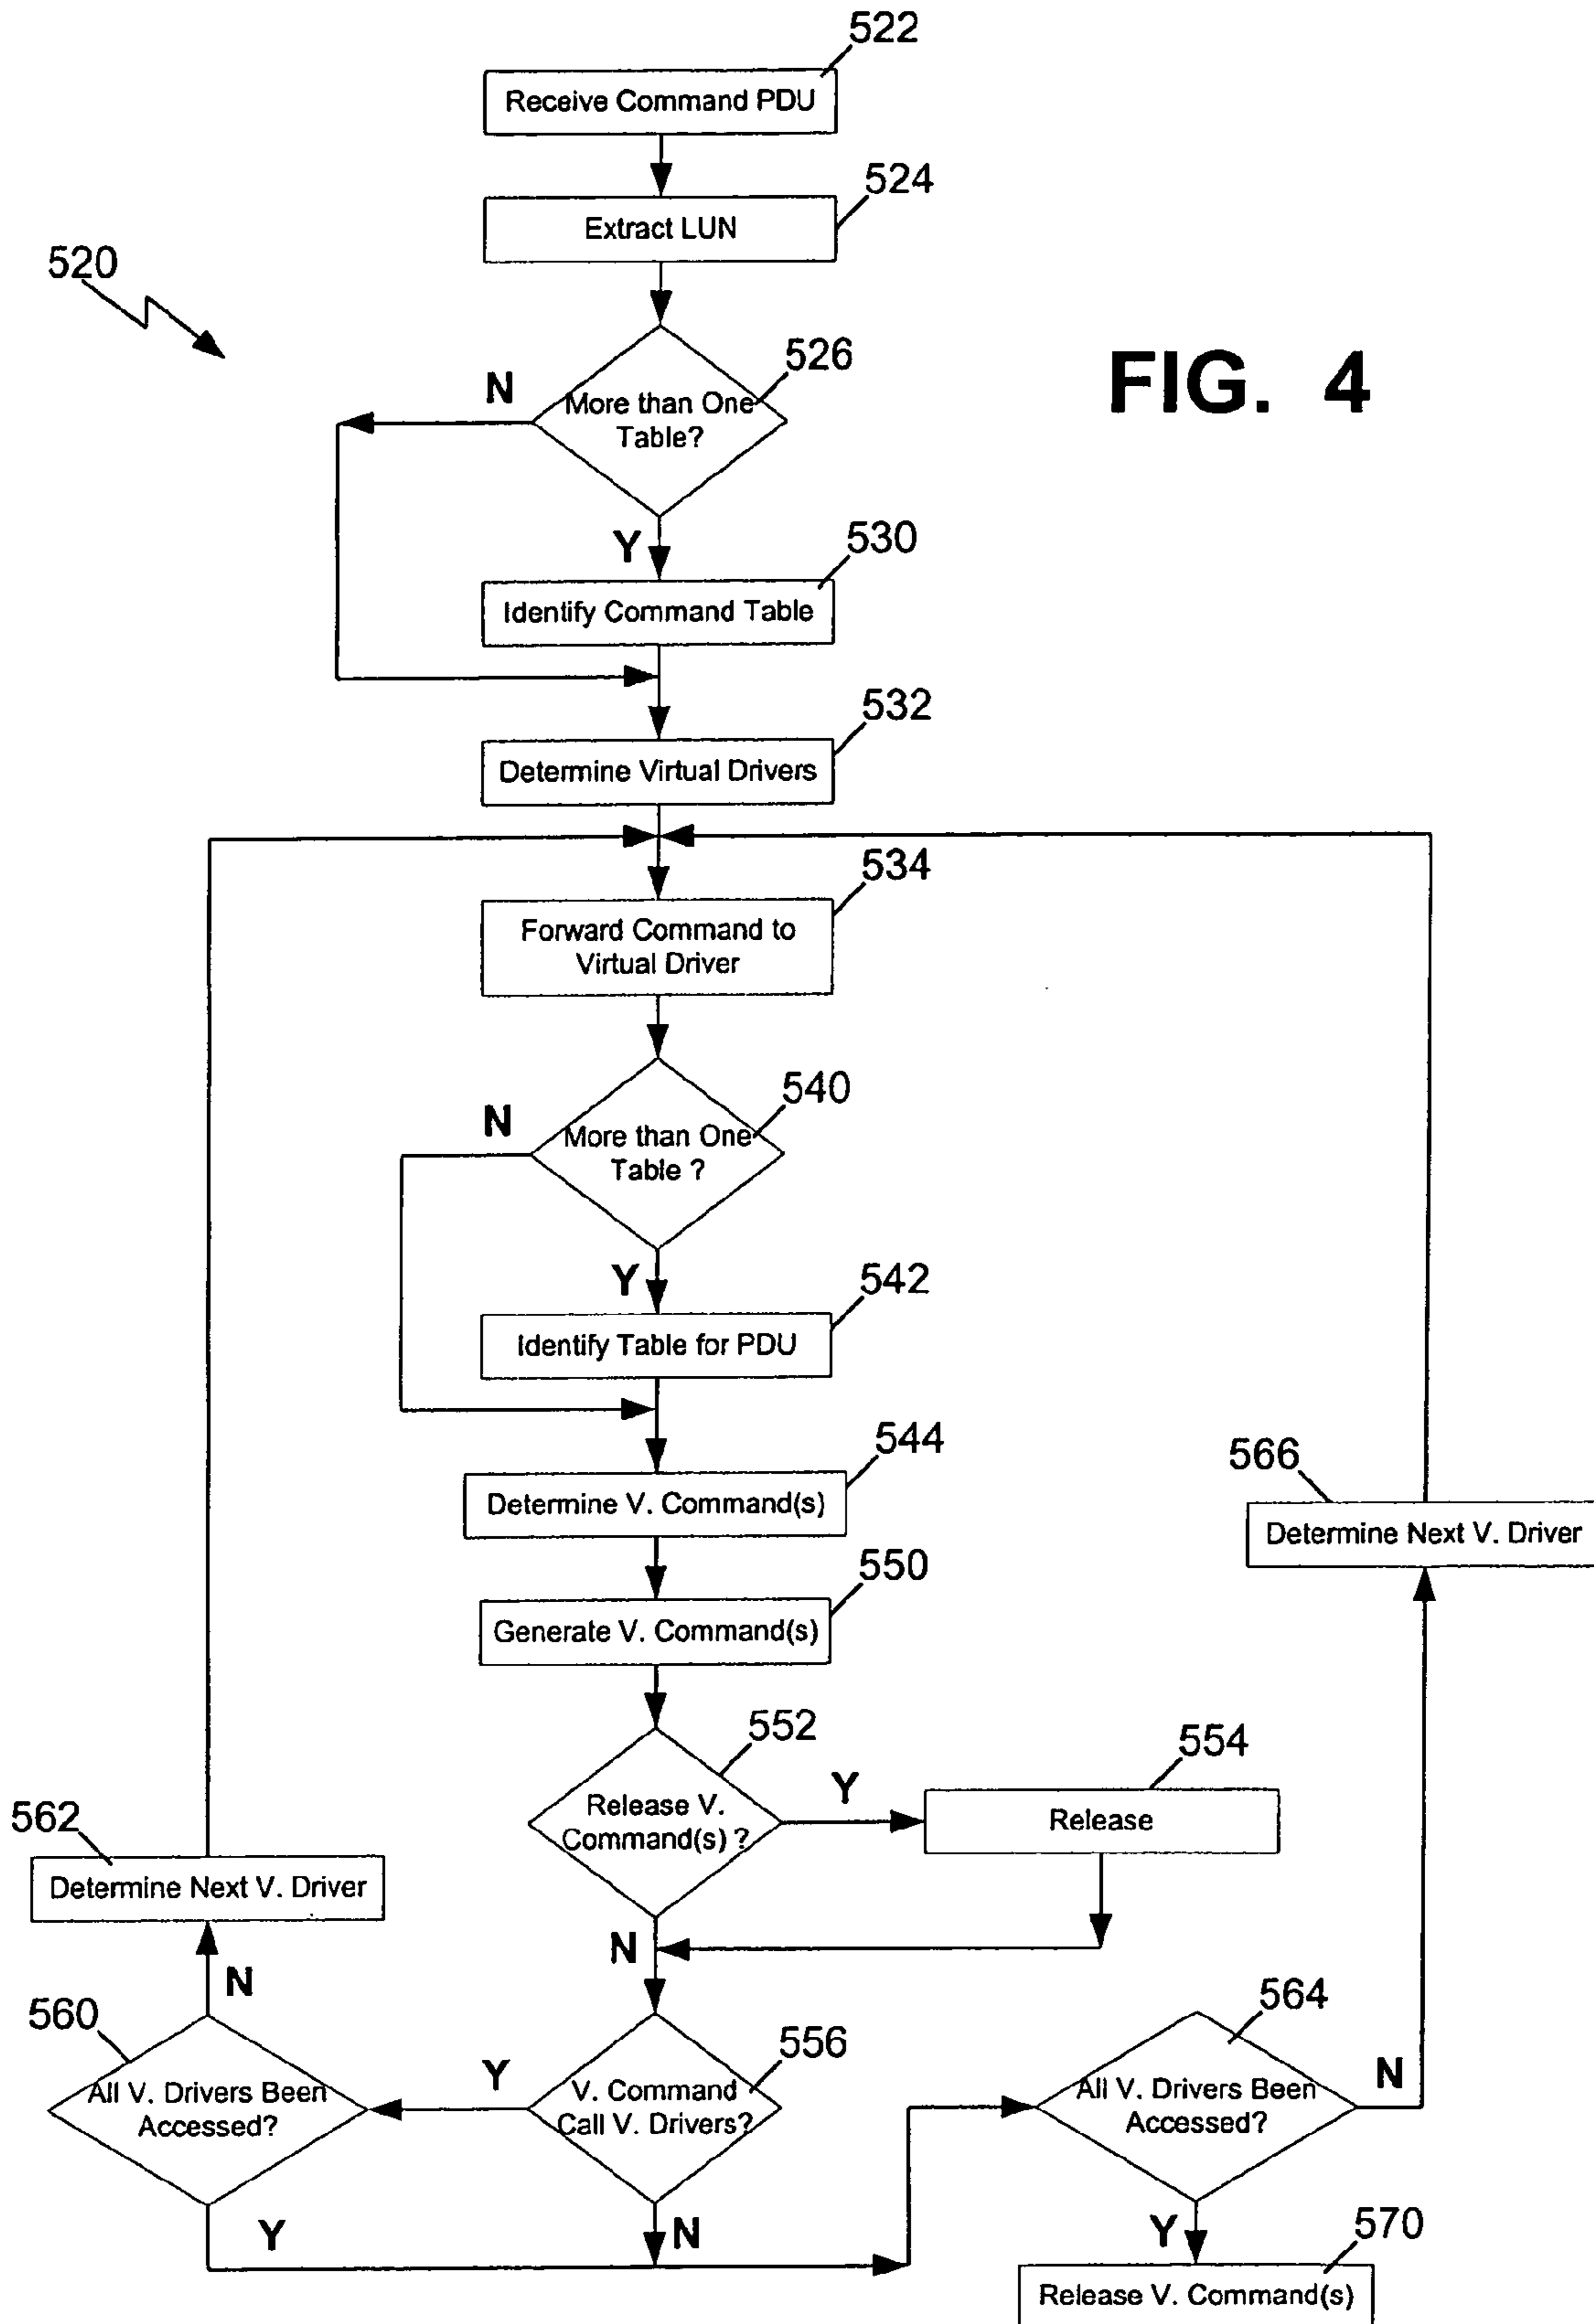 522
Receive Command PDU
524
Extract LUN
520
526
FIG. 4
N
More than One
Table?
Y
530
Identify Command Table
532
Determine Virtual Drivers
534
Forward Command to
Virtual Driver
540
N
More than One
Table ?
Y
542
Identify Table for PDU
544
Determine V. Command(s)
566
Determine Next V. Driver
550
Generate V. Command(s)
552
554
Y
Release V.
Command(s) ?
Release
562
Determine Next V. Driver
N
N
560
564
556
Y
All V. Drivers Been
Accessed?
V. Command
Call V. Drivers?
All V. Drivers Been
Accessed?
N
Y
N
Y
570
Release V. Command(s)